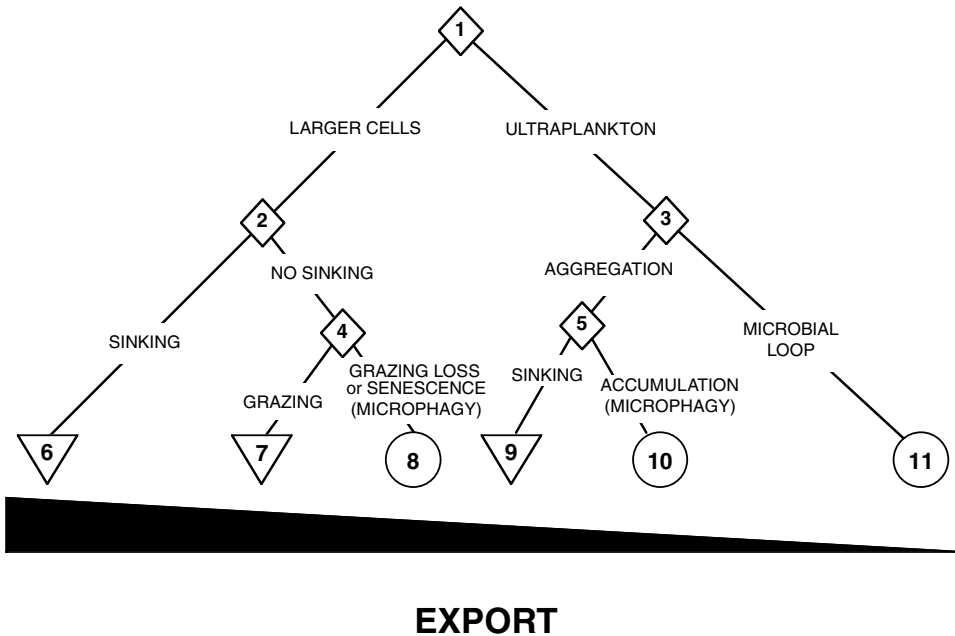 1
LARGER CELLS
ULTRAPLANKTON
2
3
NO SINKING
AGGREGATION
4
5
SINKING
MICROBIAL
LOOP
GRAZING LOSS
or SENESCENCE
(MICROPHAGY)
GRAZING
SINKING
ACCUMULATION
(MICROPHAGY)
6
7
8
9
10
11
EXPORT